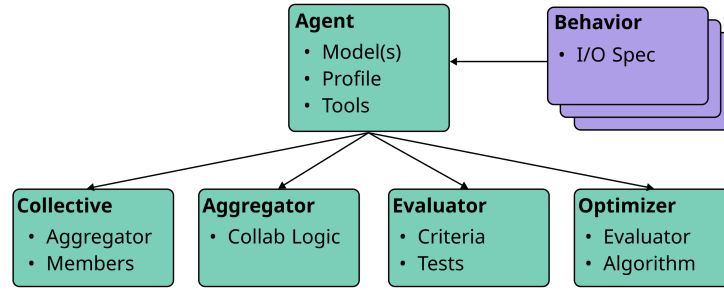 Agent
• Model(s)
• Profile
• Tools
Behavior
• I/O Spec
Collective
• Aggregator
• Members
Aggregator
• Collab Logic
Evaluator
• Criteria
• Tests
Optimizer
• Evaluator
• Algorithm